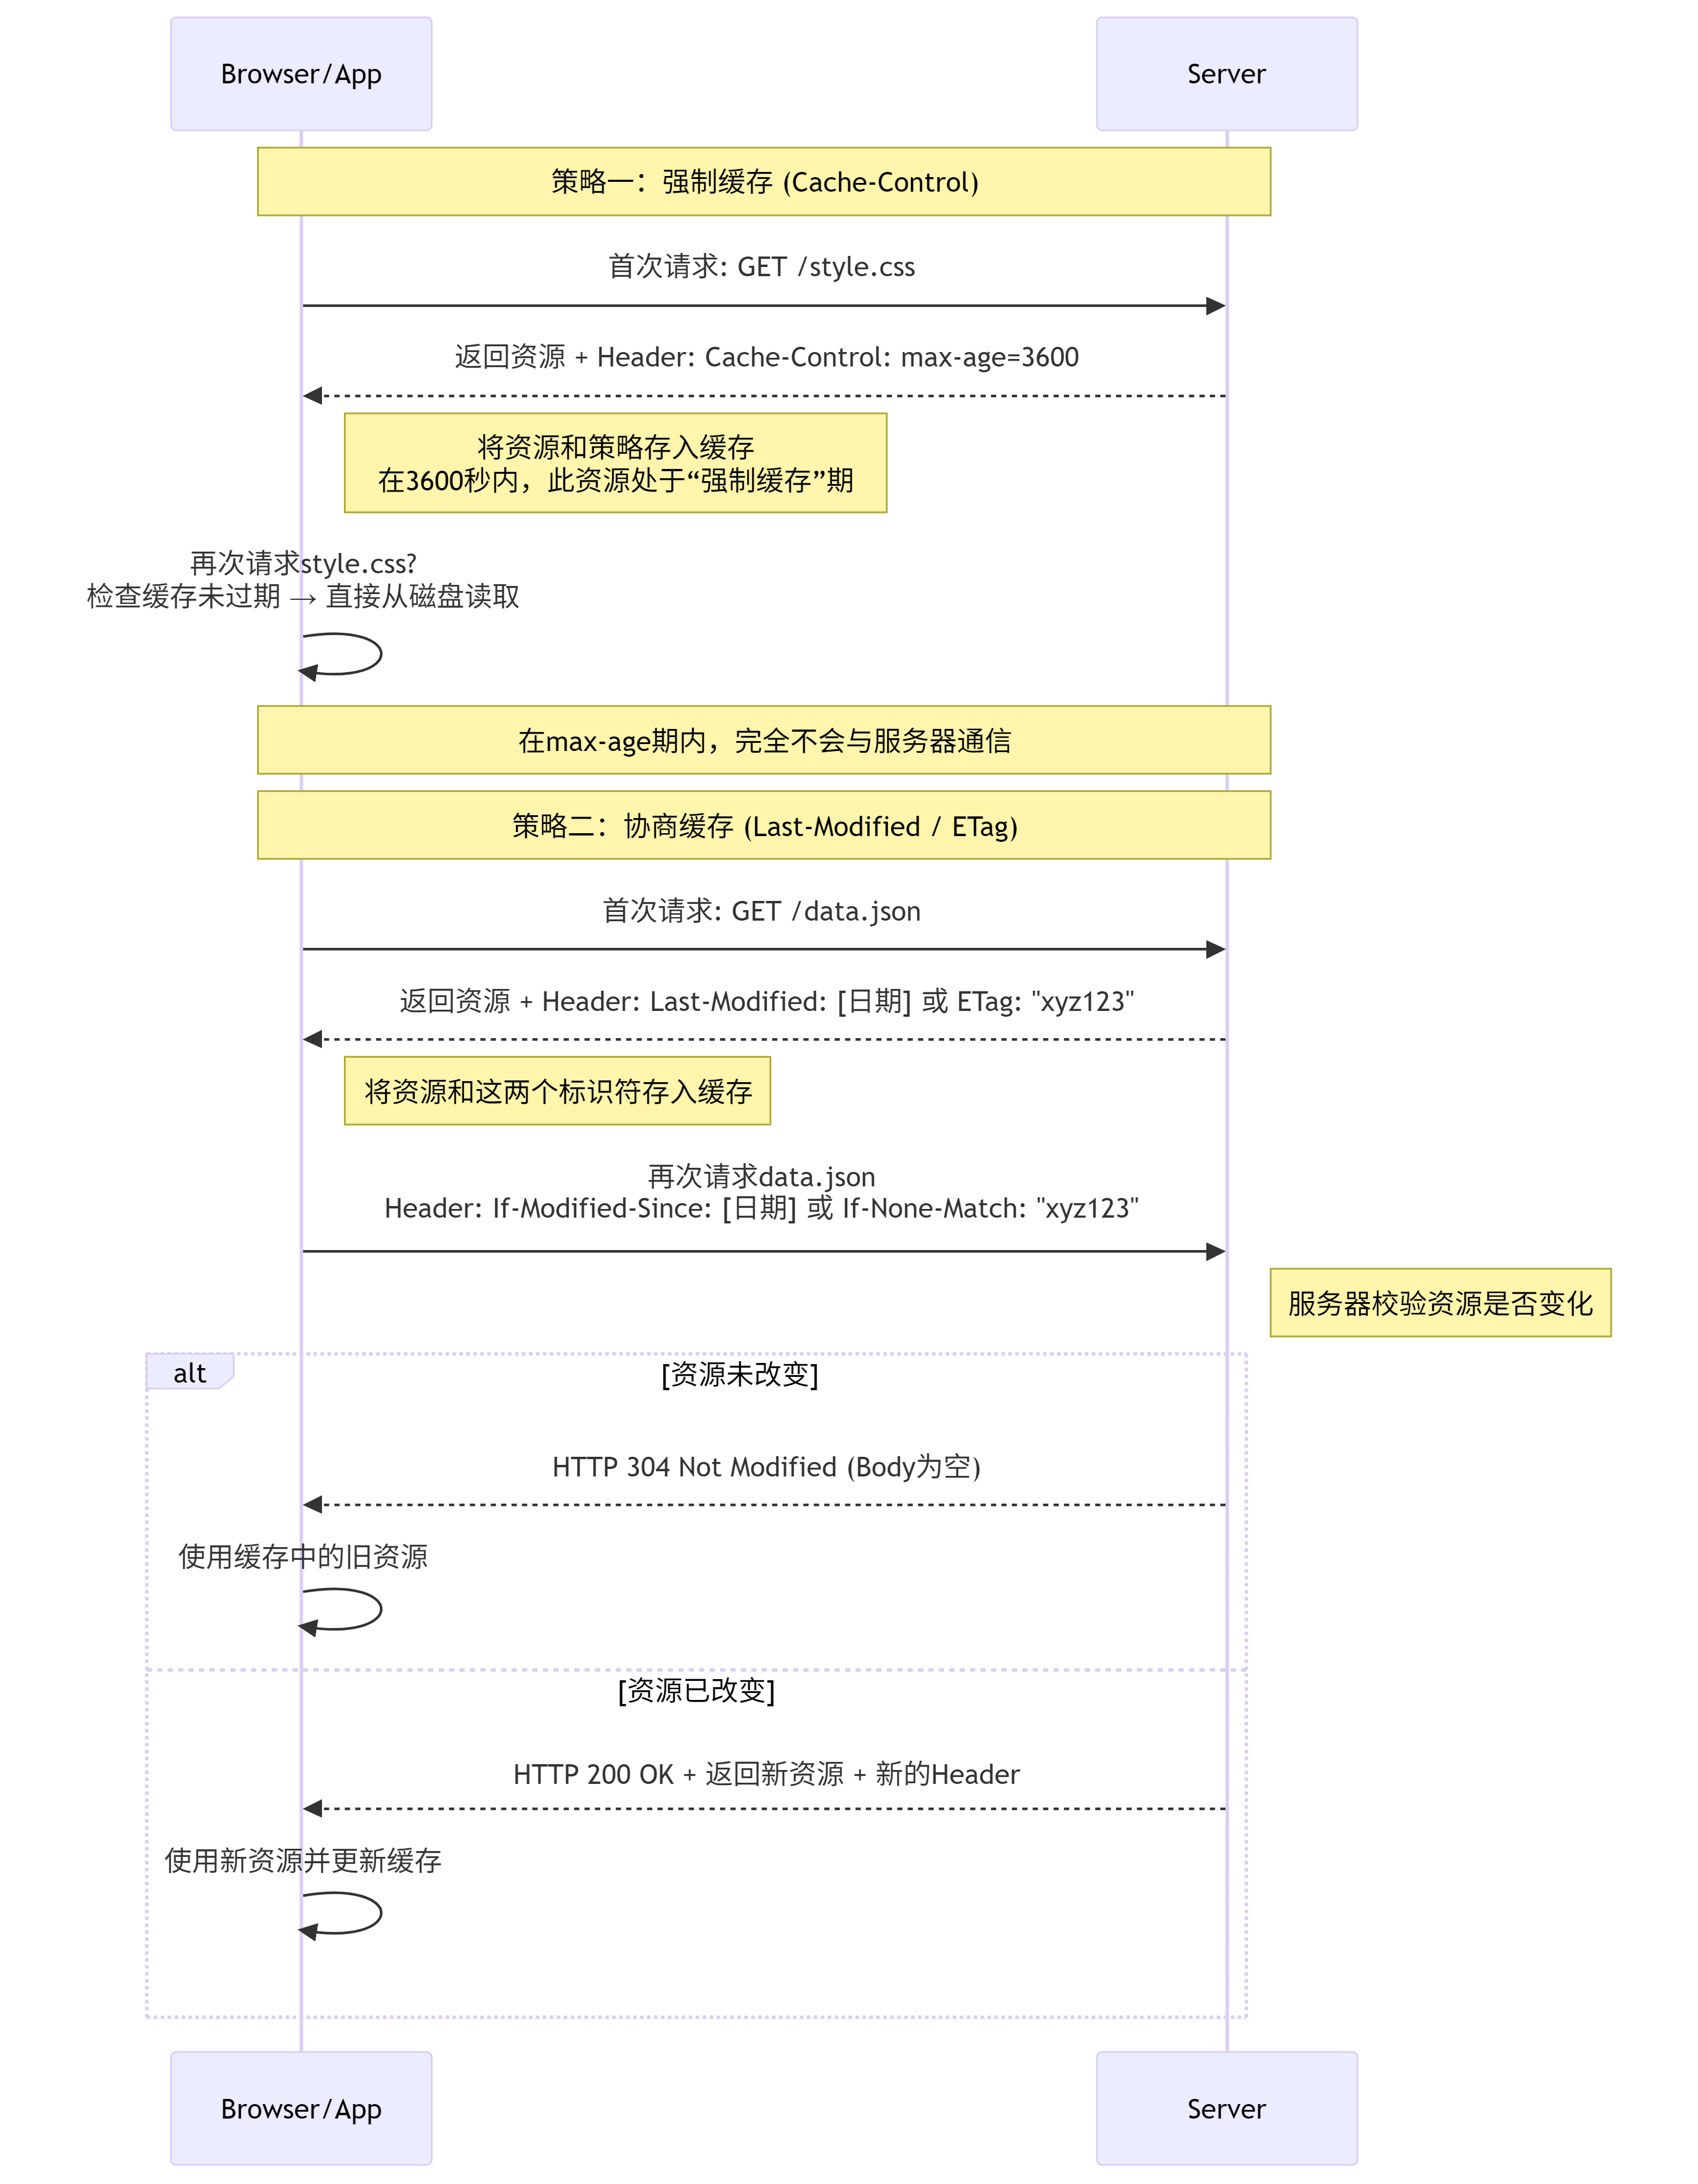 Browser/App
Server
策略一：强制缓存 (Cache-Control)
首次请求: GET /style.css
返回资源 + Header: Cache-Control: max-age=3600
将资源和策略存入缓存
在3600秒内，此资源处于“强制缓存”期
再次请求style.css?
检查缓存未过期 → 直接从磁盘读取
在max-age期内，完全不会与服务器通信
策略二：协商缓存 (Last-Modified / ETag)
首次请求: GET /data.json
返回资源 + Header: Last-Modified: [日期] 或 ETag: "xyz123"
将资源和这两个标识符存入缓存
再次请求data.json
Header: If-Modified-Since: [日期] 或 If-None-Match: "xyz123"
服务器校验资源是否变化
alt
[资源未改变]
HTTP 304 Not Modified (Body为空)
使用缓存中的旧资源
[资源已改变]
HTTP 200 OK + 返回新资源 + 新的Header
使用新资源并更新缓存
Browser/App
Server